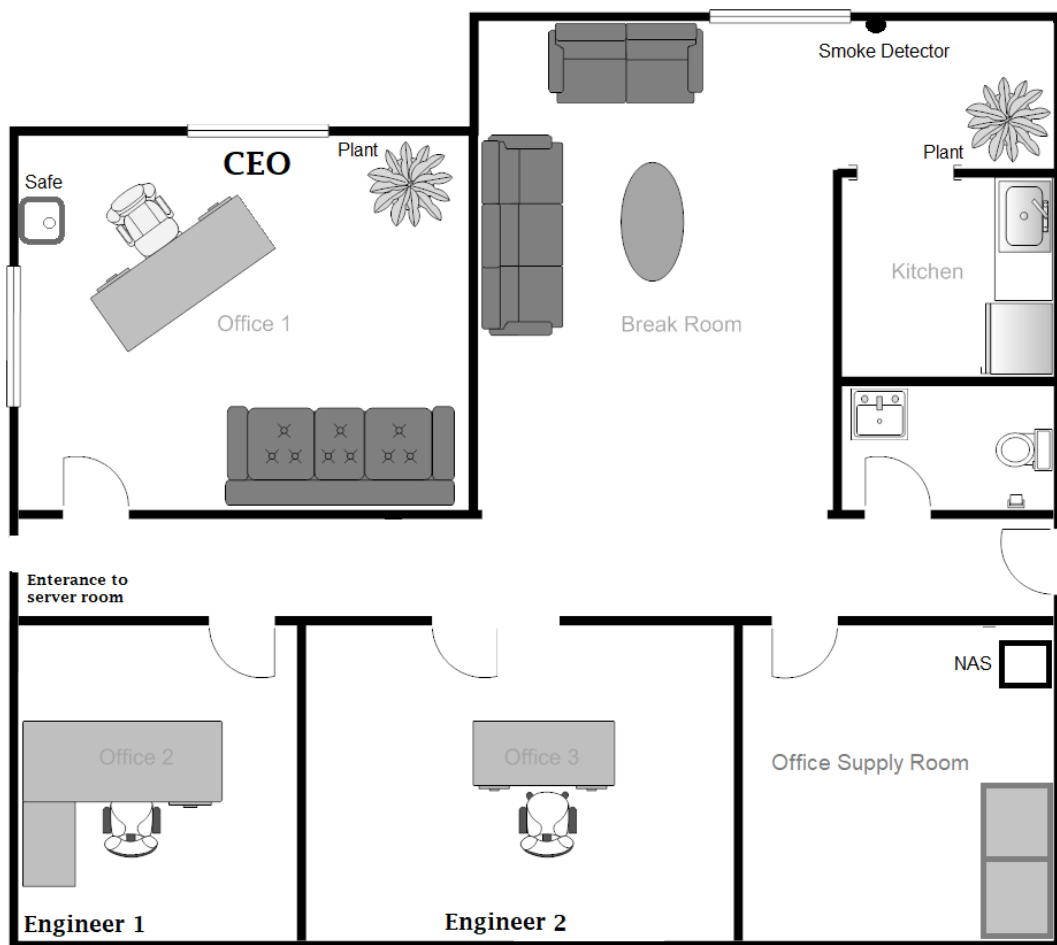 Smoke Detector
CEO
Plant
Plant
Safe
Kitchen
Office 1
Break Room
Enterance to
server room
NAS
Office 2
Office 3
Office Supply Room
Engineer 1
Engineer 2